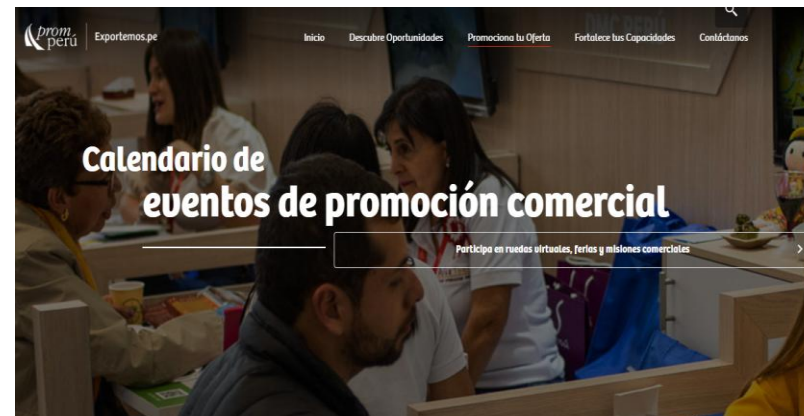 prom.
perú
Exportemos.pe
Inicio
Descubre Oportunidades
Promociona tu Oferta
Fortalece tus Capacidades
Contáctanos
Calendario de
eventos de promoción comercial
Participa en ruedas virtuales, ferias y misiones comerciales